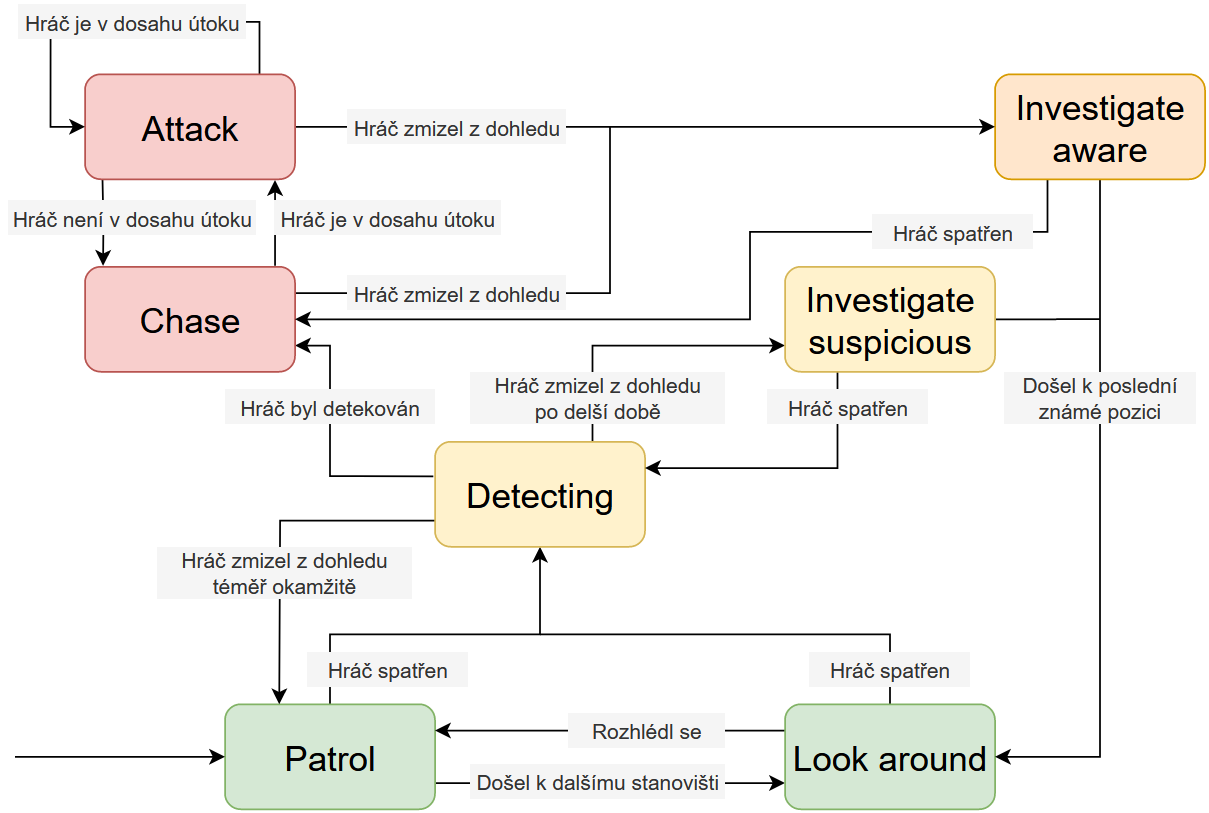 Hráč je v dosahu útoku
Attack
Hráč zmizel z dohledu
Investigate
aware
Hráč není v dosahu útoku
Hráč je v dosahu útoku
Hráč spatřen
Chase
Hráč zmizel z dohledu
Investigate
suspicious
Hráč byl detekován
Hráč zmizel z dohledu
po delší době
Hráč spatřen
Došel k poslední
známé pozici
Detecting
Hráč zmizel z dohledu
téměř okamžitě
Hráč spatřen
Hráč spatřen
Patrol
Rozhlédl se
Došel k dalšímu stanovišti
Look around